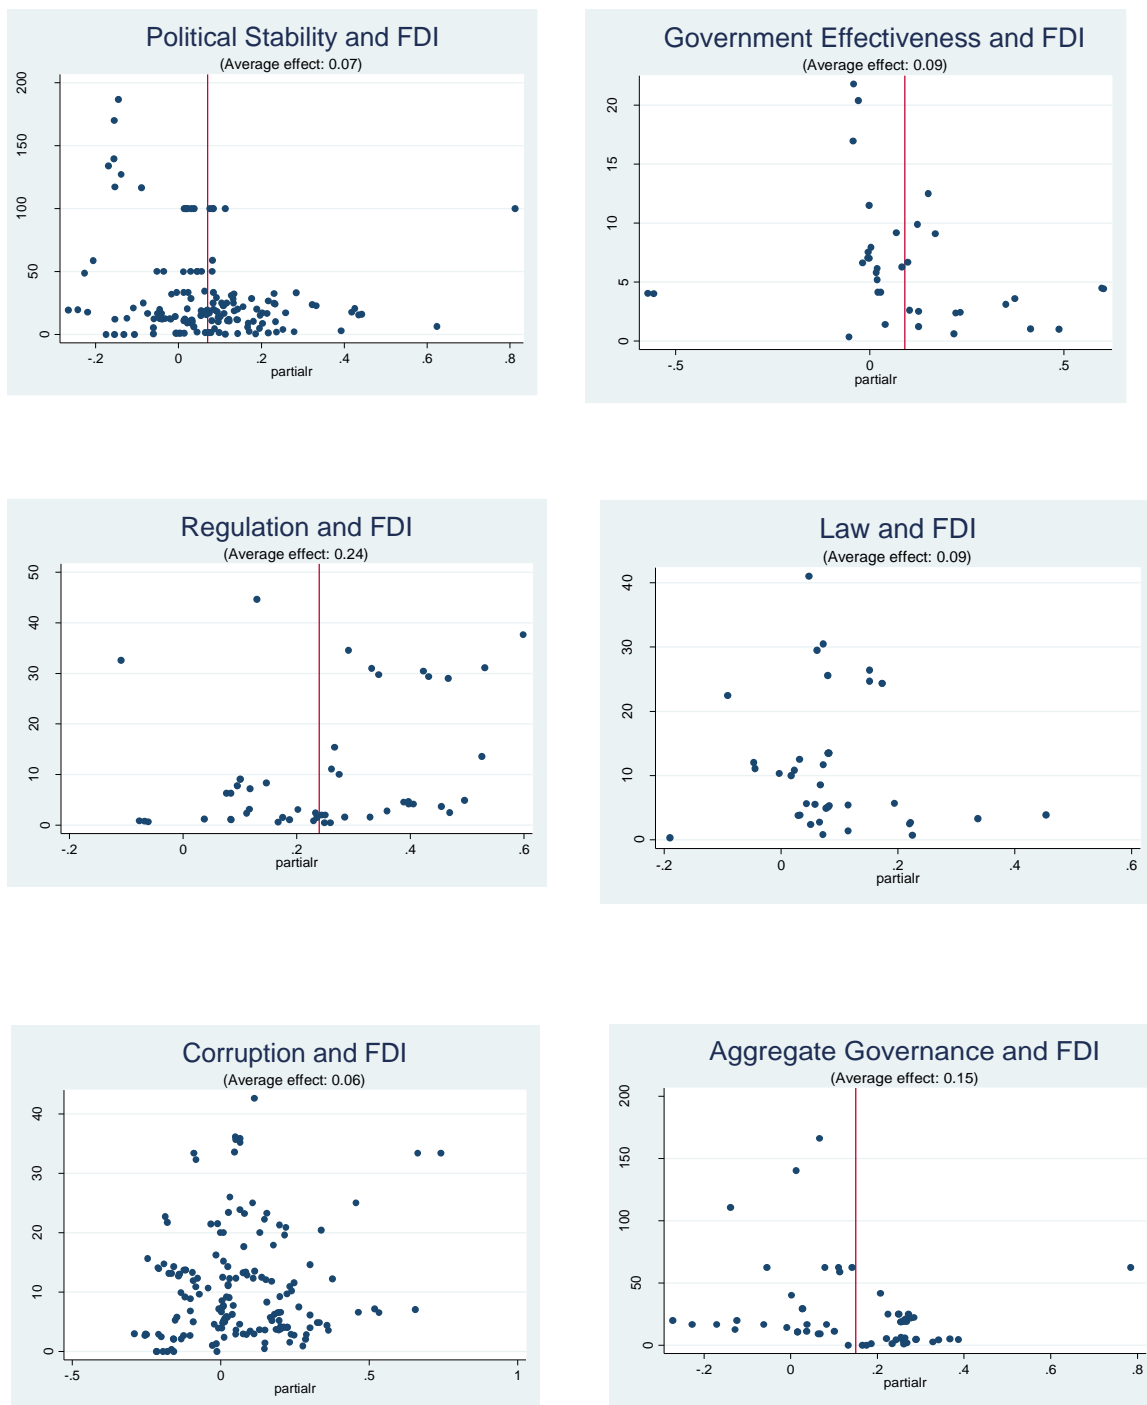 Political Stability and FDI
(Average effect: 0.07)
200
150
100
50
0
-.2 0 .2 .4 .6 .8
partialr
Government Effectiveness and FDI
(Average effect: 0.09)
20
15
10
5
0
-.5 0 .5
partialr
Regulation and FDI
(Average effect: 0.24)
50
40
30
20
10
0
-.2 0 .2 .4 .6
partialr
Law and FDI
(Average effect: 0.09)
40
30
20
10
0
-.2 0 .2 .4 .6
partialr
Corruption and FDI
(Average effect: 0.06)
40
30
20
10
0
-.5 0 .5 1
partialr
Aggregate Governance and FDI
(Average effect: 0.15)
200
150
100
50
0
-.2 0 .2 .4 .6 .8
partialr